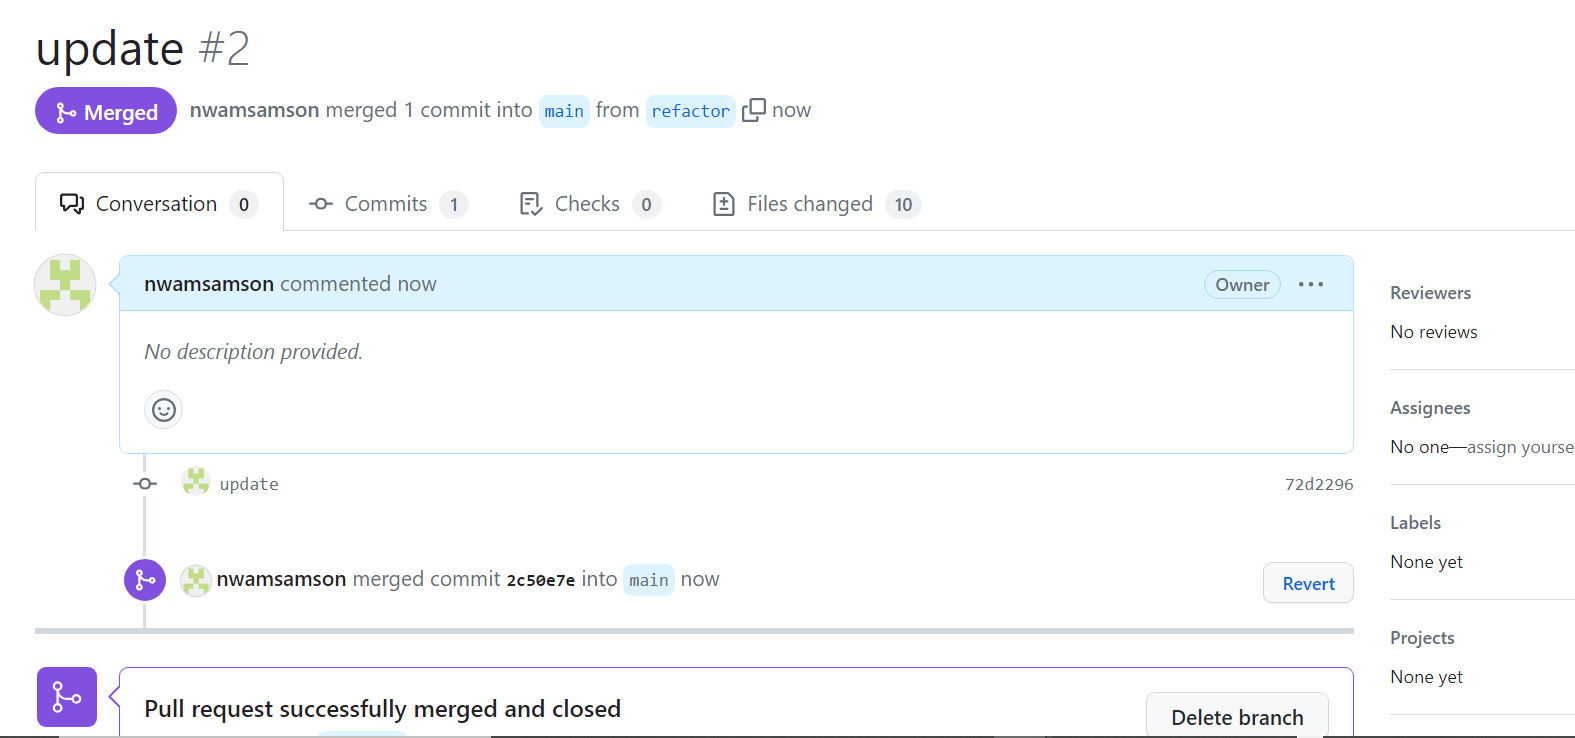 update #2
Merged nwamsamson merged 1 commit into main from refactor now
Conversation 0 Commits 1 Checks 0 Files changed 10
nwamsamson commented now Owner
No description provided.
update 72d2296
nwamsamson merged commit 2c50e7e into main now Revert
Pull request successfully merged and closed
Delete branch
Reviewers
No reviews
Assignees
No one—assign yourse
Labels
None yet
Projects
None yet